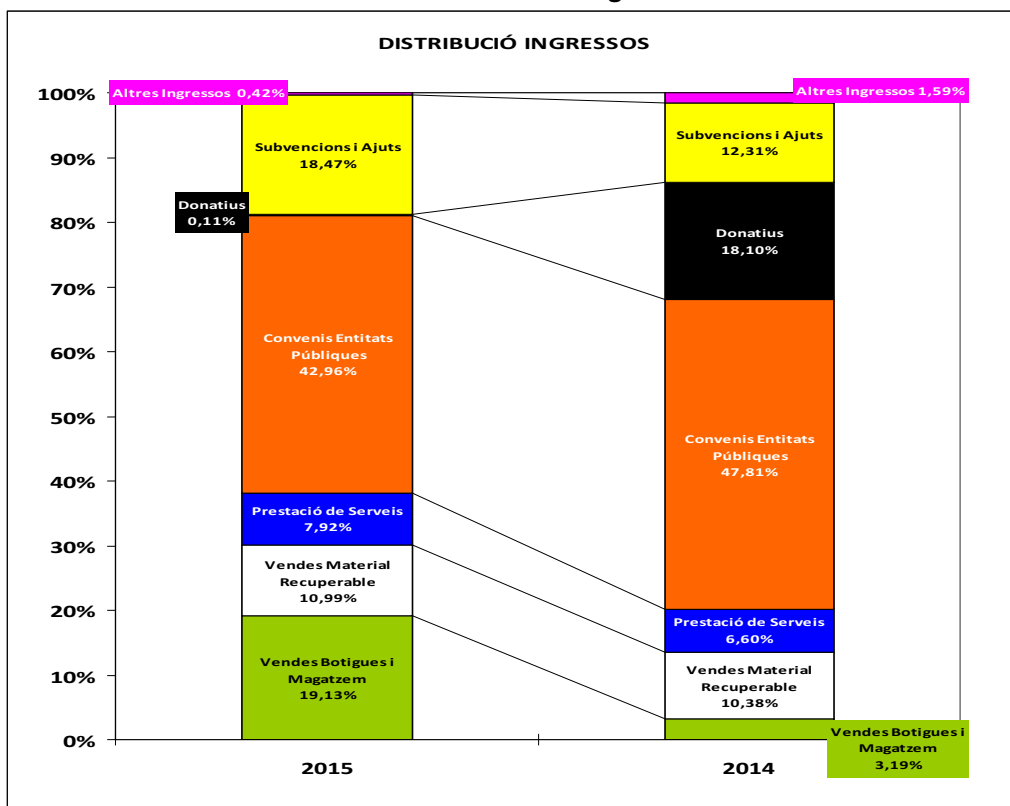 DISTRIBUCIÓ INGRESSOS
100%
90%
80%
70%
60%
50%
40%
30%
20%
10%
0%
Altres Ingressos 0,42%
Subvencions i Ajuts
18,47%
Donatius
0,11%
Convenis Entitats
Públiques
42,96%
Prestació de Serveis
7,92%
Vendes Material
Recuperable
10,99%
Vendes Botigues i
Magatzem
19,13%
2015
Altres Ingressos 1,59%
Subvencions i Ajuts
12,31%
Donatius
18,10%
Convenis Entitats
Públiques
47,81%
Prestació de Serveis
6,60%
Vendes Material
Recuperable
10,38%
Vendes Botigues i
Magatzem
3,19%
2014